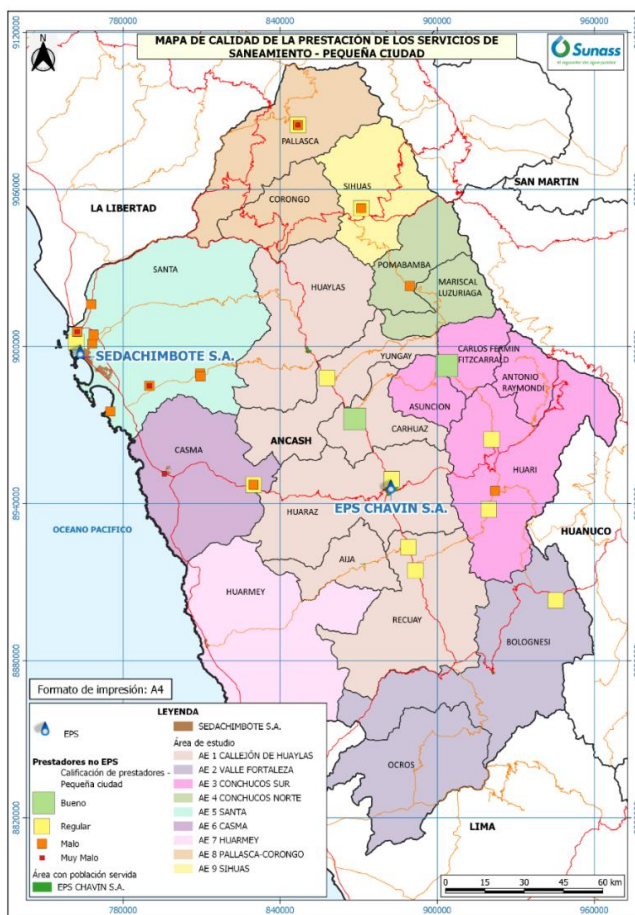 MAPA DE CALIDAD DE LA PRESTACIÓN DE LOS SERVICIOS DE
SANEAMIENTO - PEQUEÑA CIUDAD
Sunass
el regulador del agua potable
N
780000
840000
900000
960000
9120000
9060000
9000000
8940000
8880000
8820000
PALLASCA
SAN MARTIN
SIHUAS
LA LIBERTAD
CORONGO
SANTA
POMABAMBA
HUAYLAS
MARISCAL
LUZURIAGA
SEDACHIMBOTE S.A.
YUNGAY
CARLOS FERMIN
FITZCARRALD
ANTONIO
RAYMONDI
ASUNCION
CARHUAZ
ANCASH
CASMA
HUARI
EPS CHAVIN S.A.
HUARAZ
OCEANO PACIFICO
HUANUCO
AIJA
HUARMEY
RECUAY
BOLOGNESI
OCROS
LIMA
Formato de impresión: A4
LEYENDA
EPS
Prestadores no EPS
Calificación de prestadores -
Pequeña ciudad
Bueno
Regular
Malo
Muy Malo
Área con población servida
EPS CHAVIN S.A.
SEDACHIMBOTE S.A.
Área de estudio
AE 1 CALLEJÓN DE HUAYLAS
AE 2 VALLE FORTALEZA
AE 3 CONCHUCOS SUR
AE 4 CONCHUCOS NORTE
AE 5 SANTA
AE 6 CASMA
AE 7 HUARMEY
AE 8 PALLASCA-CORONGO
AE 9 SIHUAS
0 15 30 45 60 km
780000
840000
900000
960000